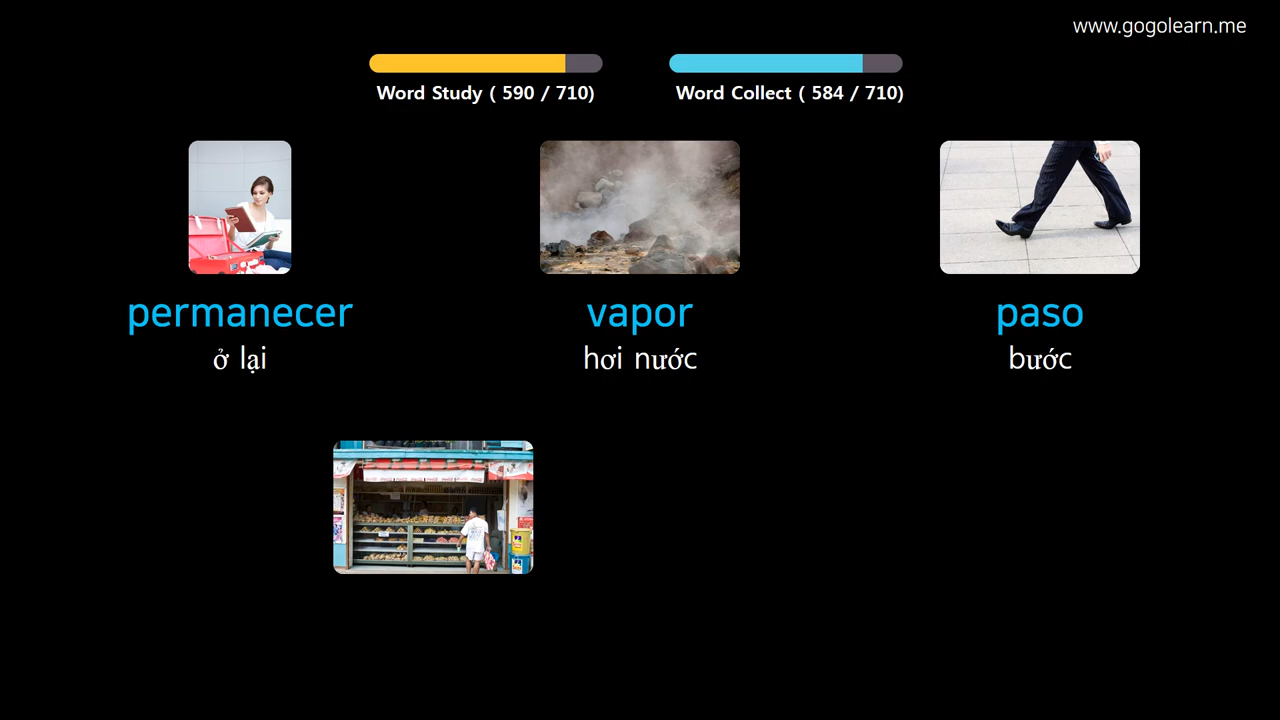 www.gogolearn.me
Word Study ( 590 / 710)
Word Collect ( 584 / 710)
permanecer
ở lại
vapor
hơi nước
paso
bước